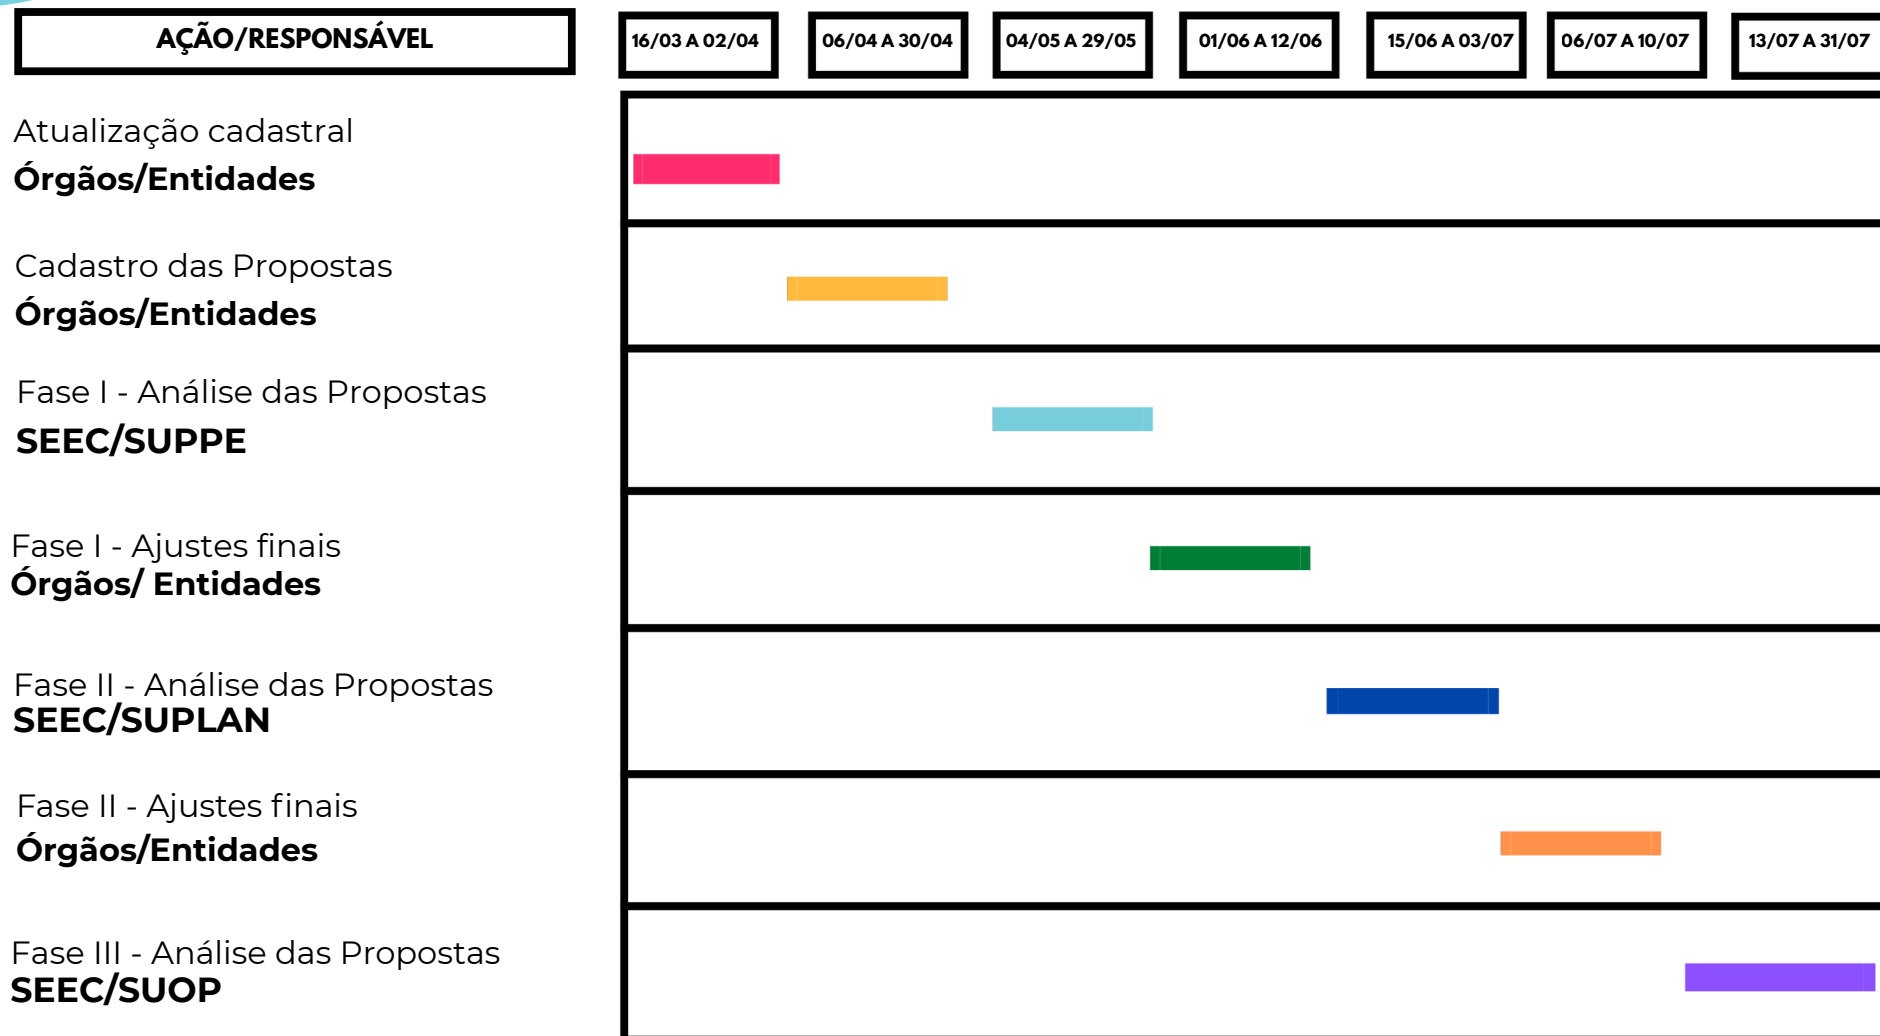 AÇÃO/RESPONSÁVEL
16/03 A 02/04
06/04 A 30/04
04/05 A 29/05
01/06 A 12/06
15/06 A 03/07
06/07 A 10/07
13/07 A 31/07
Atualização cadastral
Órgãos/Entidades
Cadastro das Propostas
Órgãos/Entidades
Fase I - Análise das Propostas
SEEC/SUPPE
Fase I - Ajustes finais
Órgãos/ Entidades
Fase II - Análise das Propostas
SEEC/SUPLAN
Fase II - Ajustes finais
Órgãos/Entidades
Fase III - Análise das Propostas
SEEC/SUOP